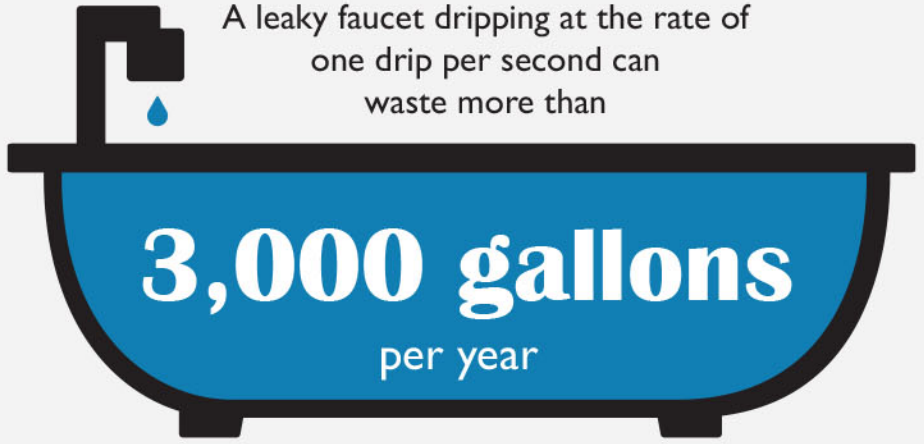 A leaky faucet dripping at the rate of
one drip per second can
waste more than
3,000 gallons
per year